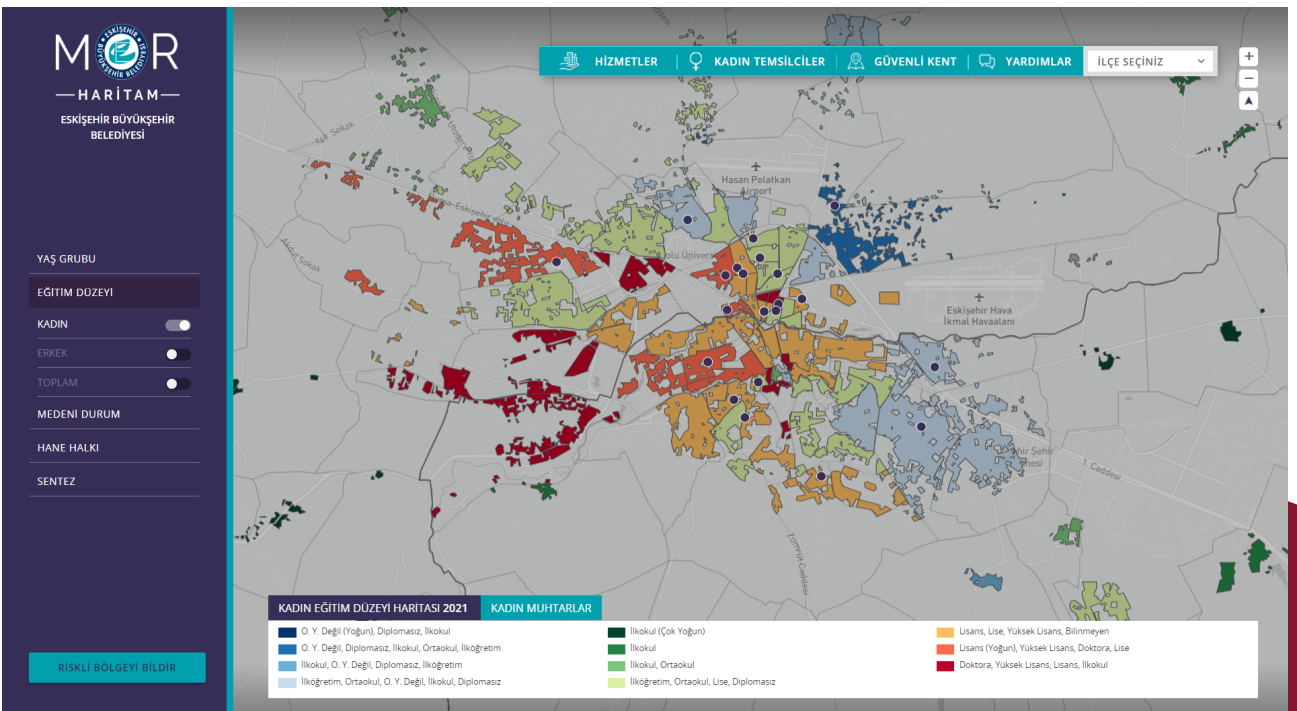 MOR
ESKİŞEHİR
BÜYÜKŞEHİR BELEDİYESİ
HARİTAM
ESKİŞEHİR BÜYÜKŞEHİR
BELEDİYESİ
YAŞ GRUBU
EĞİTİM DÜZEYİ
KADIN
ERKEK
TOPLAM
MEDENİ DURUM
HANE HALKI
SENTEZ
RİSKLİ BÖLGEYİ BİLDİR
HİZMETLER
KADIN TEMSİLCİLER
GÜVENLİ KENT
YARDIMLAR
İLÇE SEÇİNİZ
+
−
969. Sokak
Hasan Polatkan
Airport
Akdut Sokak
Eskişehir Hava
İkmal Havaalanı
1. Caddesi
Zümrüt Caddesi
KADIN EĞİTİM DÜZEYİ HARİTASI 2021
KADIN MUHTARLAR
O. Y. Değil (Yoğun), Diplomasız, İlkokul
O. Y. Değil, Diplomasız, İlkokul, Ortaokul, İlköğretim
İlkokul, O. Y. Değil, Diplomasız, İlköğretim
İlköğretim, Ortaokul, O. Y. Değil, İlkokul, Diplomasız
İlkokul (Çok Yoğun)
İlkokul
İlkokul, Ortaokul
İlköğretim, Ortaokul, Lise, Diplomasız
Lisans, Lise, Yüksek Lisans, Bilinmeyen
Lisans (Yoğun), Yüksek Lisans, Doktora, Lise
Doktora, Yüksek Lisans, Lisans, İlkokul